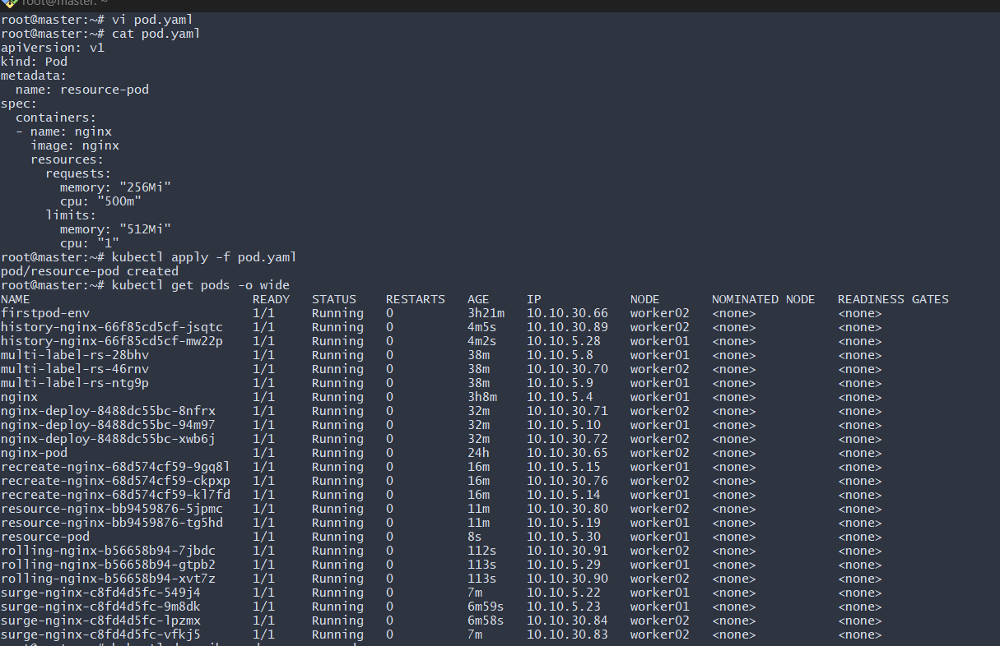 root@master: ~
root@master:~# vi pod.yaml
root@master:~# cat pod.yaml
apiVersion: v1
kind: Pod
metadata:
  name: resource-pod
spec:
  containers:
  - name: nginx
    image: nginx
    resources:
      requests:
        memory: "256Mi"
        cpu: "500m"
      limits:
        memory: "512Mi"
        cpu: "1"
root@master:~# kubectl apply -f pod.yaml
pod/resource-pod created
root@master:~# kubectl get pods -o wide
NAME                             READY   STATUS    RESTARTS   AGE     IP            NODE       NOMINATED NODE   READINESS GATES
firstpod-env                     1/1     Running   0          3h21m   10.10.30.66   worker02   <none>           <none>
history-nginx-66f85cd5cf-jsqtc   1/1     Running   0          4m5s    10.10.30.89   worker02   <none>           <none>
history-nginx-66f85cd5cf-mw22p   1/1     Running   0          4m2s    10.10.5.28    worker01   <none>           <none>
multi-label-rs-28bhv             1/1     Running   0          38m     10.10.5.8     worker01   <none>           <none>
multi-label-rs-46rnv             1/1     Running   0          38m     10.10.30.70   worker02   <none>           <none>
multi-label-rs-ntg9p             1/1     Running   0          38m     10.10.5.9     worker01   <none>           <none>
nginx                            1/1     Running   0          3h8m    10.10.5.4     worker01   <none>           <none>
nginx-deploy-8488dc55bc-8nfrx    1/1     Running   0          32m     10.10.30.71   worker02   <none>           <none>
nginx-deploy-8488dc55bc-94m97    1/1     Running   0          32m     10.10.5.10    worker01   <none>           <none>
nginx-deploy-8488dc55bc-xwb6j    1/1     Running   0          32m     10.10.30.72   worker02   <none>           <none>
nginx-pod                        1/1     Running   0          24h     10.10.30.65   worker02   <none>           <none>
recreate-nginx-68d574cf59-9gq8l  1/1     Running   0          16m     10.10.5.15    worker01   <none>           <none>
recreate-nginx-68d574cf59-ckpxp  1/1     Running   0          16m     10.10.30.76   worker02   <none>           <none>
recreate-nginx-68d574cf59-kl7fd  1/1     Running   0          16m     10.10.5.14    worker01   <none>           <none>
resource-nginx-bb9459876-5jpmc   1/1     Running   0          11m     10.10.30.80   worker02   <none>           <none>
resource-nginx-bb9459876-tg5hd   1/1     Running   0          11m     10.10.5.19    worker01   <none>           <none>
resource-pod                     1/1     Running   0          8s      10.10.5.30    worker01   <none>           <none>
rolling-nginx-b56658b94-7jbdc    1/1     Running   0          112s    10.10.30.91   worker02   <none>           <none>
rolling-nginx-b56658b94-gtpb2    1/1     Running   0          113s    10.10.5.29    worker01   <none>           <none>
rolling-nginx-b56658b94-xvt7z    1/1     Running   0          113s    10.10.30.90   worker02   <none>           <none>
surge-nginx-c8fd4d5fc-549j4      1/1     Running   0          7m      10.10.5.22    worker01   <none>           <none>
surge-nginx-c8fd4d5fc-9m8dk      1/1     Running   0          6m59s   10.10.5.23    worker01   <none>           <none>
surge-nginx-c8fd4d5fc-lpzmx      1/1     Running   0          6m58s   10.10.30.84   worker02   <none>           <none>
surge-nginx-c8fd4d5fc-vfkj5      1/1     Running   0          7m      10.10.30.83   worker02   <none>           <none>